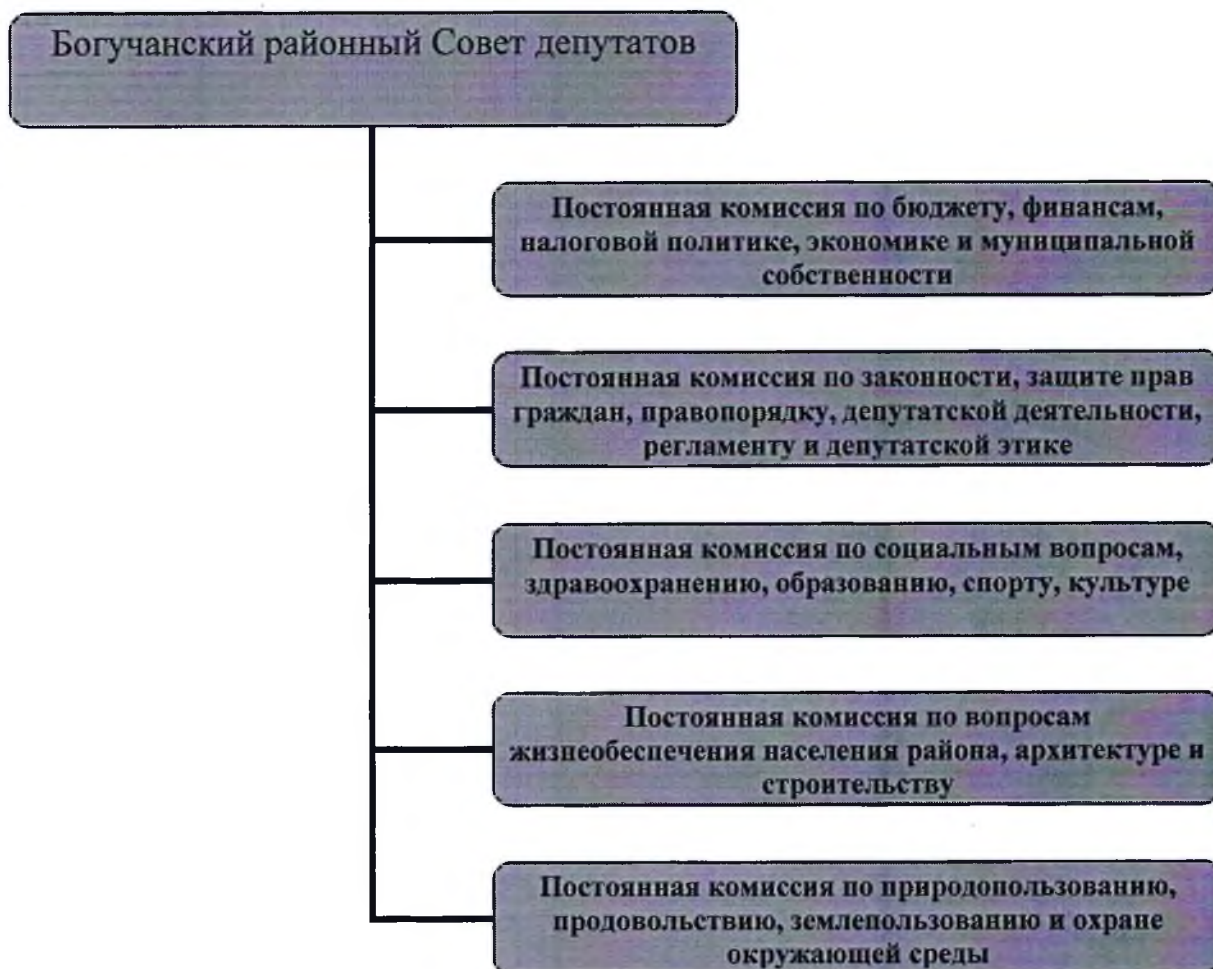 Богучанский районный Совет депутатов
Постоянная комиссия по бюджету, финансам,
налоговой политике, экономике и муниципальной
собственности
Постоянная комиссия по законности, защите прав
граждан, правопорядку, депутатской деятельности,
регламенту и депутатской этике
Постоянная комиссия по социальным вопросам,
здравоохранению, образованию, спорту, культуре
Постоянная комиссия по вопросам
жизнеобеспечения населения района, архитектуре и
строительству
Постоянная комиссия по природопользованию,
продовольствию, землепользованию и охране
окружающей среды